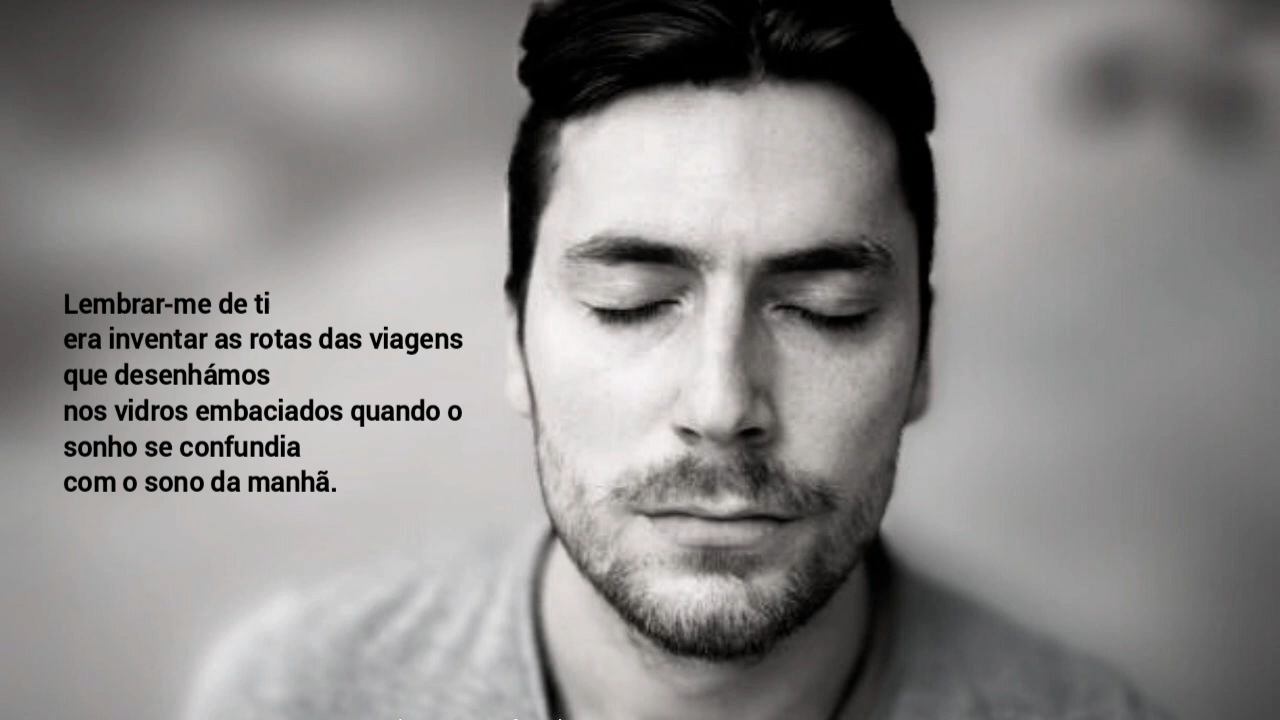 Lembrar-me de ti
era inventar as rotas das viagens
que desenhámos
nos vidros embaciados quando o
sonho se confundia
com o sono da manhã.